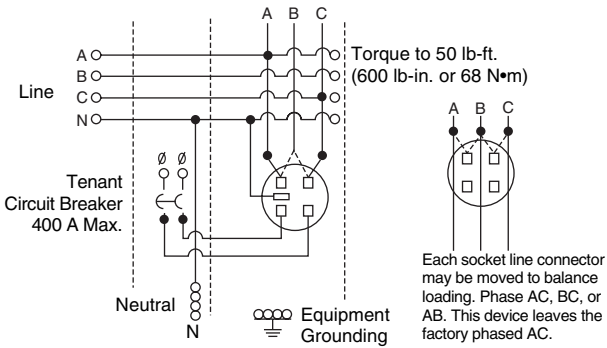 A B C
A
B
C
N
Line
Torque to 50 lb-ft.
(600 lb-in. or 68 N•m)
A B C
Ø Ø
Tenant
Circuit Breaker
400 A Max.
Neutral
N
Equipment
Grounding
Each socket line connector
may be moved to balance
loading. Phase AC, BC, or
AB. This device leaves the
factory phased AC.